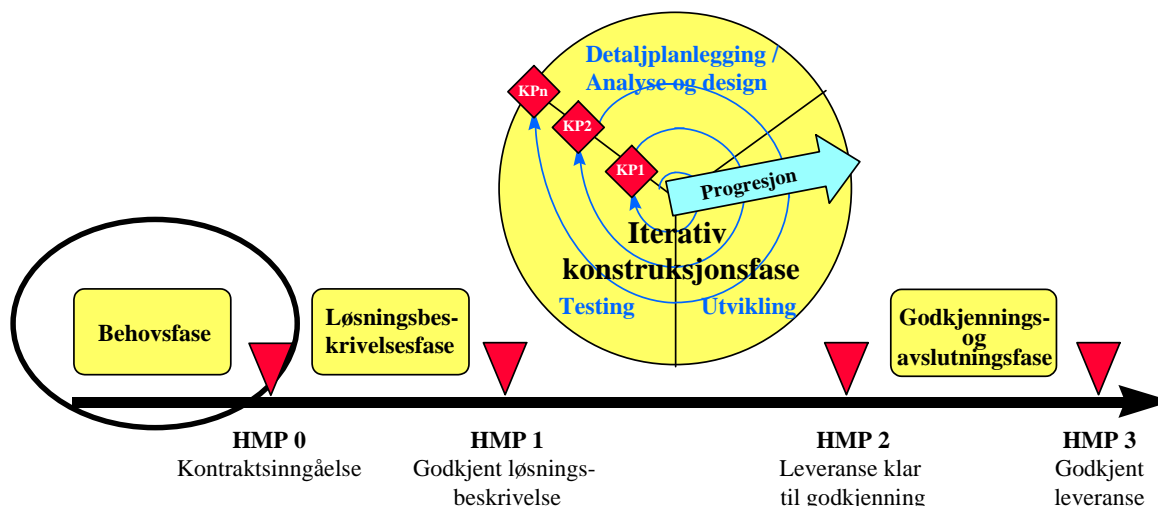 Detaljplanlegging /
Analyse og design
KPn
KP2
KP1
Progresjon
Iterativ
konstruksjonsfase
Testing
Utvikling
Behovsfase
Løsningsbes-
krivelsesfase
Godkjennings-
og
avslutningsfase
HMP 0
Kontraktsinngåelse
HMP 1
Godkjent løsnings-
beskrivelse
HMP 2
Leveranse klar
til godkjenning
HMP 3
Godkjent
leveranse